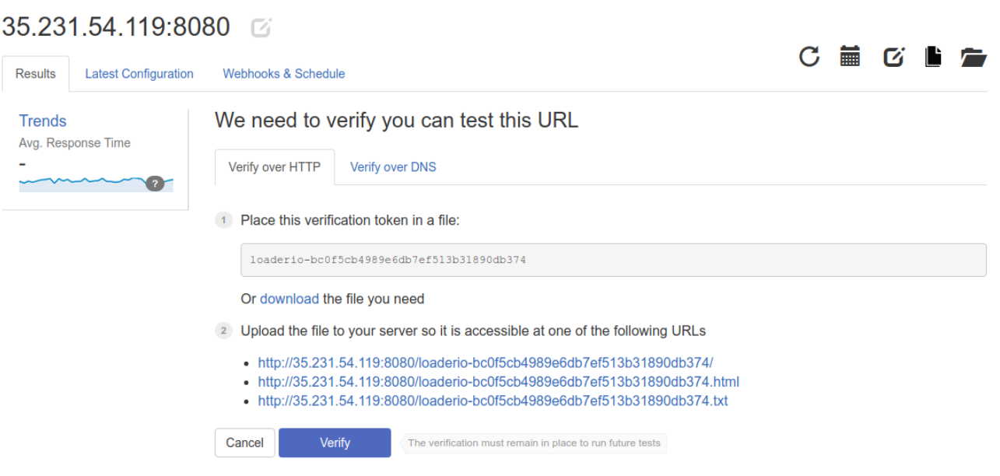 35.231.54.119:8080
Results Latest Configuration Webhooks & Schedule
Trends
Avg. Response Time
-
?
We need to verify you can test this URL
Verify over HTTP Verify over DNS
1 Place this verification token in a file:
loaderio-bc0f5cb4989e6db7ef513b31890db374
Or download the file you need
2 Upload the file to your server so it is accessible at one of the following URLs
• http://35.231.54.119:8080/loaderio-bc0f5cb4989e6db7ef513b31890db374/
• http://35.231.54.119:8080/loaderio-bc0f5cb4989e6db7ef513b31890db374.html
• http://35.231.54.119:8080/loaderio-bc0f5cb4989e6db7ef513b31890db374.txt
Cancel Verify The verification must remain in place to run future tests